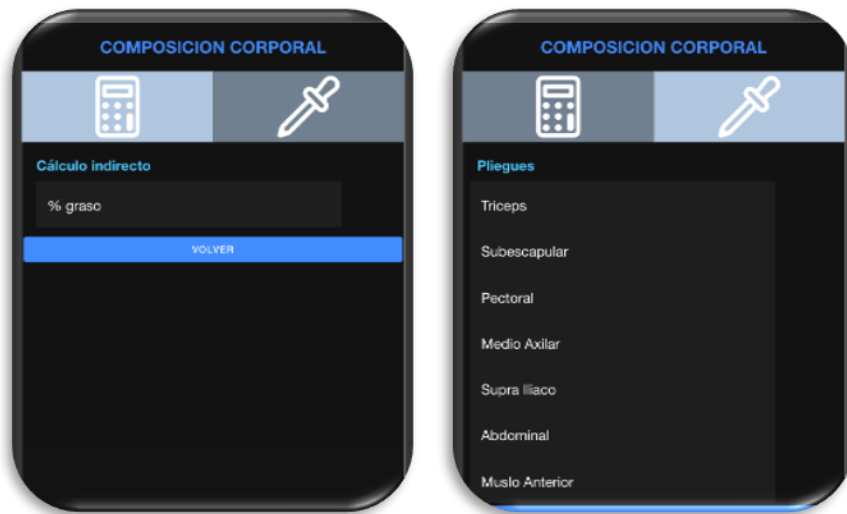 COMPOSICION CORPORAL
Cálculo indirecto
% graso
VOLVER
COMPOSICION CORPORAL
Pliegues
Triceps
Subescapular
Pectoral
Medio Axilar
Supra Iliaco
Abdominal
Muslo Anterior